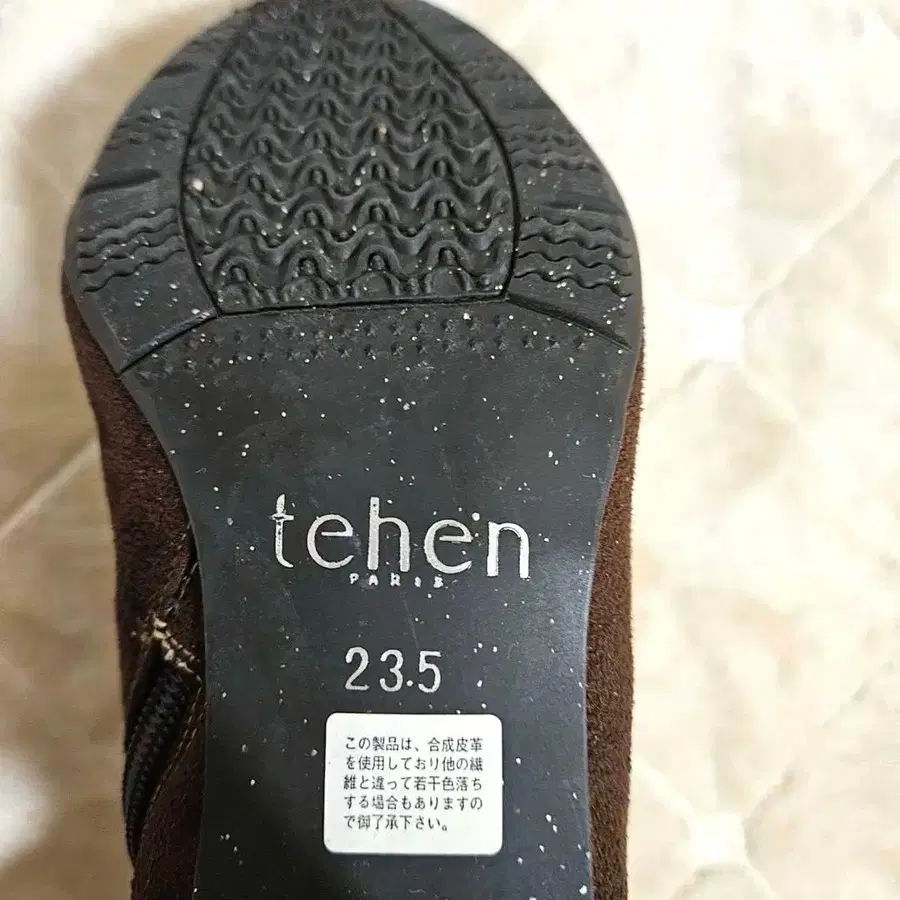 tehen
PARIS
23.5
この製品は、合成皮革
を使用しており他の繊
維と違って若干色落ち
する場合もありますの
で御了承下さい。